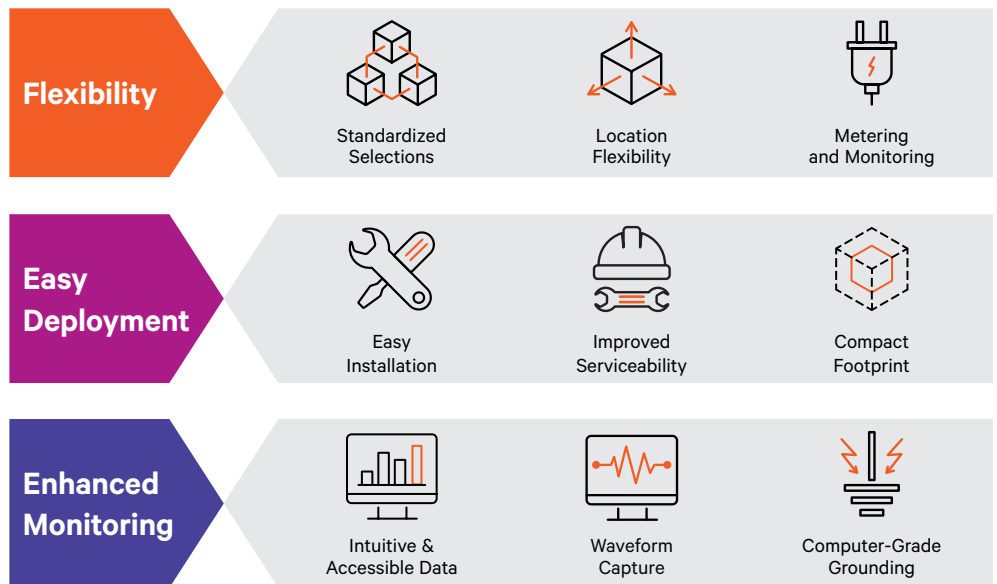 Flexibility
Standardized
Selections
Location
Flexibility
Metering
and Monitoring
Easy
Deployment
Easy
Installation
Improved
Serviceability
Compact
Footprint
Enhanced
Monitoring
Intuitive &
Accessible Data
Waveform
Capture
Computer-Grade
Grounding